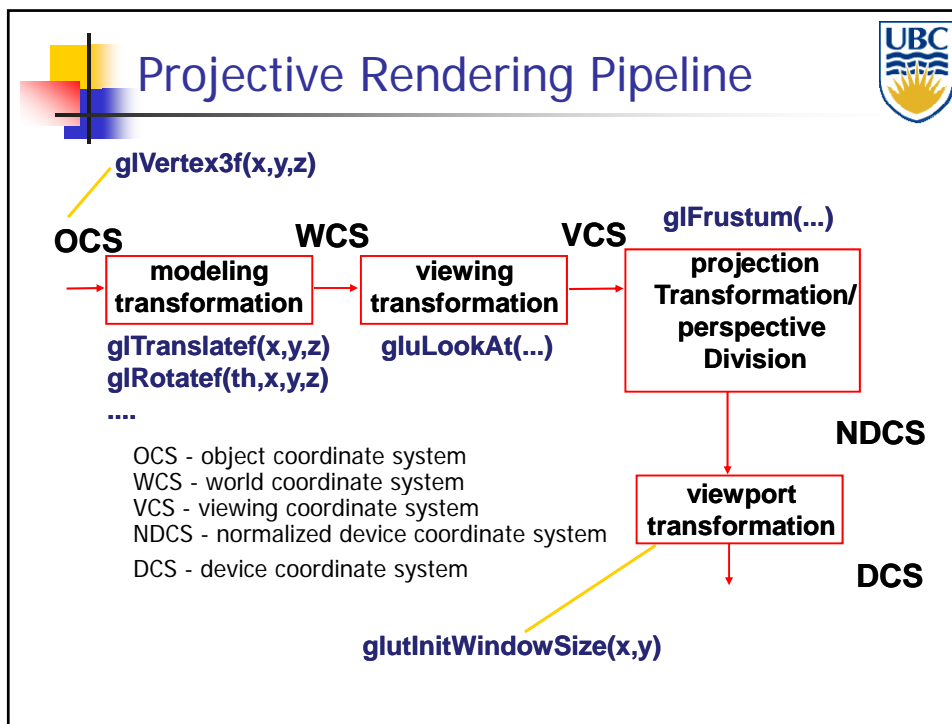 Projective Rendering Pipeline
UBC
glVertex3f(x,y,z)
OCS
WCS
VCS
glFrustum(...)
modeling
transformation
viewing
transformation
projection
Transformation/
perspective
Division
glTranslatef(x,y,z)
glRotatef(th,x,y,z)
....
gluLookAt(...)
NDCS
OCS - object coordinate system
WCS - world coordinate system
VCS - viewing coordinate system
NDCS - normalized device coordinate system
DCS - device coordinate system
viewport
transformation
DCS
glutInitWindowSize(x,y)